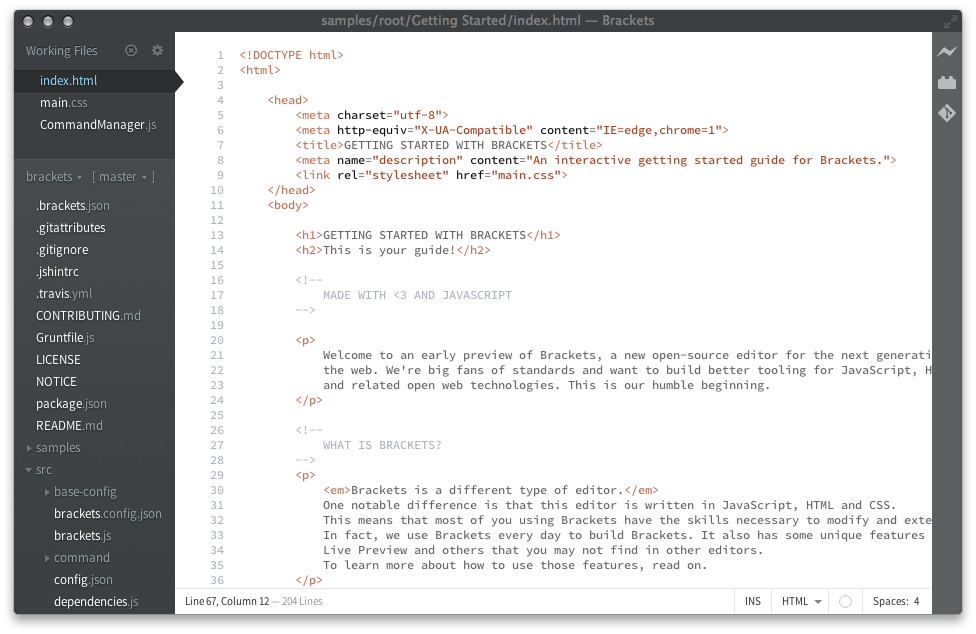 samples/root/Getting Started/index.html — Brackets
Working Files
index.html
main.css
CommandManager.js
brackets [ master ]
.brackets.json
.gitattributes
.gitignore
.jshintrc
.travis.yml
CONTRIBUTING.md
Gruntfile.js
LICENSE
NOTICE
package.json
README.md
samples
src
base-config
brackets.config.json
brackets.js
command
config.json
dependencies.js
1 <!DOCTYPE html>
2 <html>
3
4 <head>
5 <meta charset="utf-8">
6 <meta http-equiv="X-UA-Compatible" content="IE=edge,chrome=1">
7 <title>GETTING STARTED WITH BRACKETS</title>
8 <meta name="description" content="An interactive getting started guide for Brackets.">
9 <link rel="stylesheet" href="main.css">
10 </head>
11 <body>
12
13 <h1>GETTING STARTED WITH BRACKETS</h1>
14 <h2>This is your guide!</h2>
15
16 <!--
17 MADE WITH <3 AND JAVASCRIPT
18 -->
19
20 <p>
21 Welcome to an early preview of Brackets, a new open-source editor for the next generati
22 the web. We're big fans of standards and want to build better tooling for JavaScript, H
23 and related open web technologies. This is our humble beginning.
24 </p>
25
26 <!--
27 WHAT IS BRACKETS?
28 -->
29 <p>
30 <em>Brackets is a different type of editor.</em>
31 One notable difference is that this editor is written in JavaScript, HTML and CSS.
32 This means that most of you using Brackets have the skills necessary to modify and exte
33 In fact, we use Brackets every day to build Brackets. It also has some unique features
34 Live Preview and others that you may not find in other editors.
35 To learn more about how to use those features, read on.
36 </p>
Line 67, Column 12 — 204 Lines
INS HTML Spaces: 4